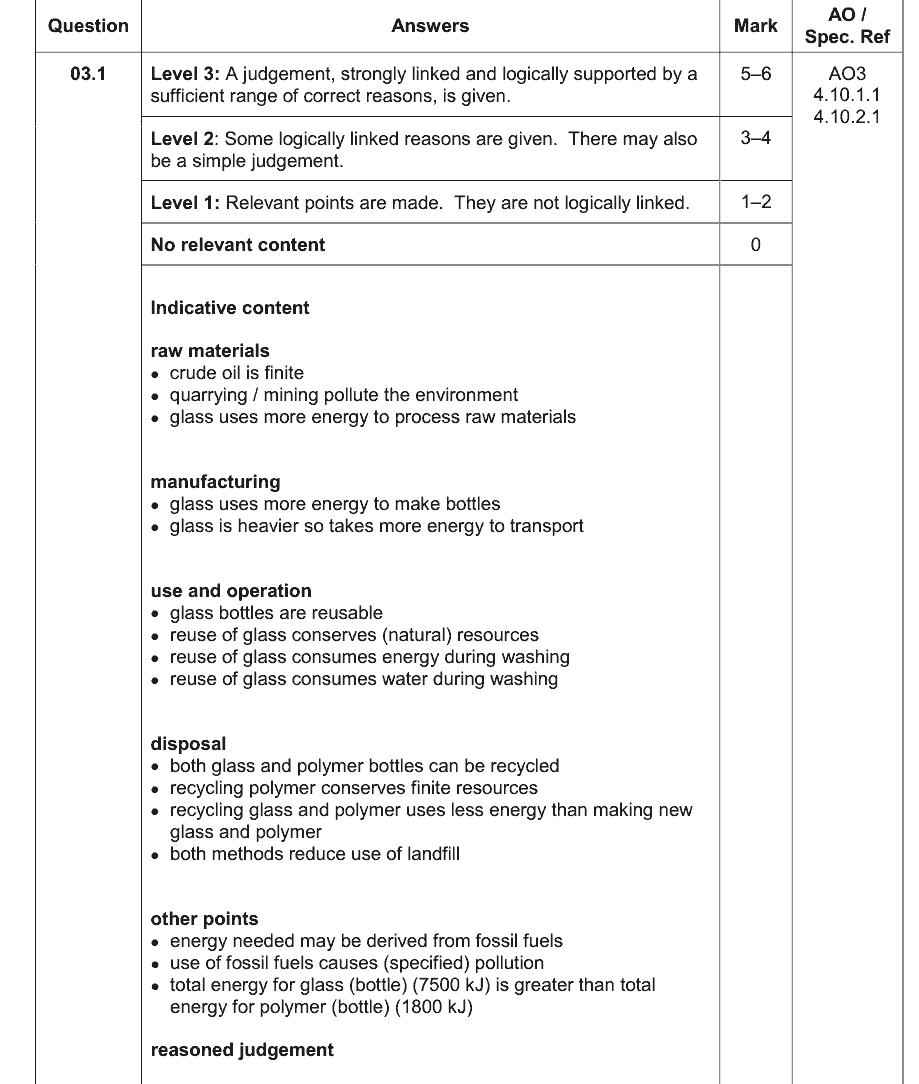 Question Answers Mark AO /
Spec. Ref
03.1 Level 3: A judgement, strongly linked and logically supported by a 5–6 AO3
sufficient range of correct reasons, is given. 4.10.1.1
4.10.2.1
Level 2: Some logically linked reasons are given. There may also 3–4
be a simple judgement.
Level 1: Relevant points are made. They are not logically linked. 1–2
No relevant content 0
Indicative content
raw materials
• crude oil is finite
• quarrying / mining pollute the environment
• glass uses more energy to process raw materials
manufacturing
• glass uses more energy to make bottles
• glass is heavier so takes more energy to transport
use and operation
• glass bottles are reusable
• reuse of glass conserves (natural) resources
• reuse of glass consumes energy during washing
• reuse of glass consumes water during washing
disposal
• both glass and polymer bottles can be recycled
• recycling polymer conserves finite resources
• recycling glass and polymer uses less energy than making new
glass and polymer
• both methods reduce use of landfill
other points
• energy needed may be derived from fossil fuels
• use of fossil fuels causes (specified) pollution
• total energy for glass (bottle) (7500 kJ) is greater than total
energy for polymer (bottle) (1800 kJ)
reasoned judgement